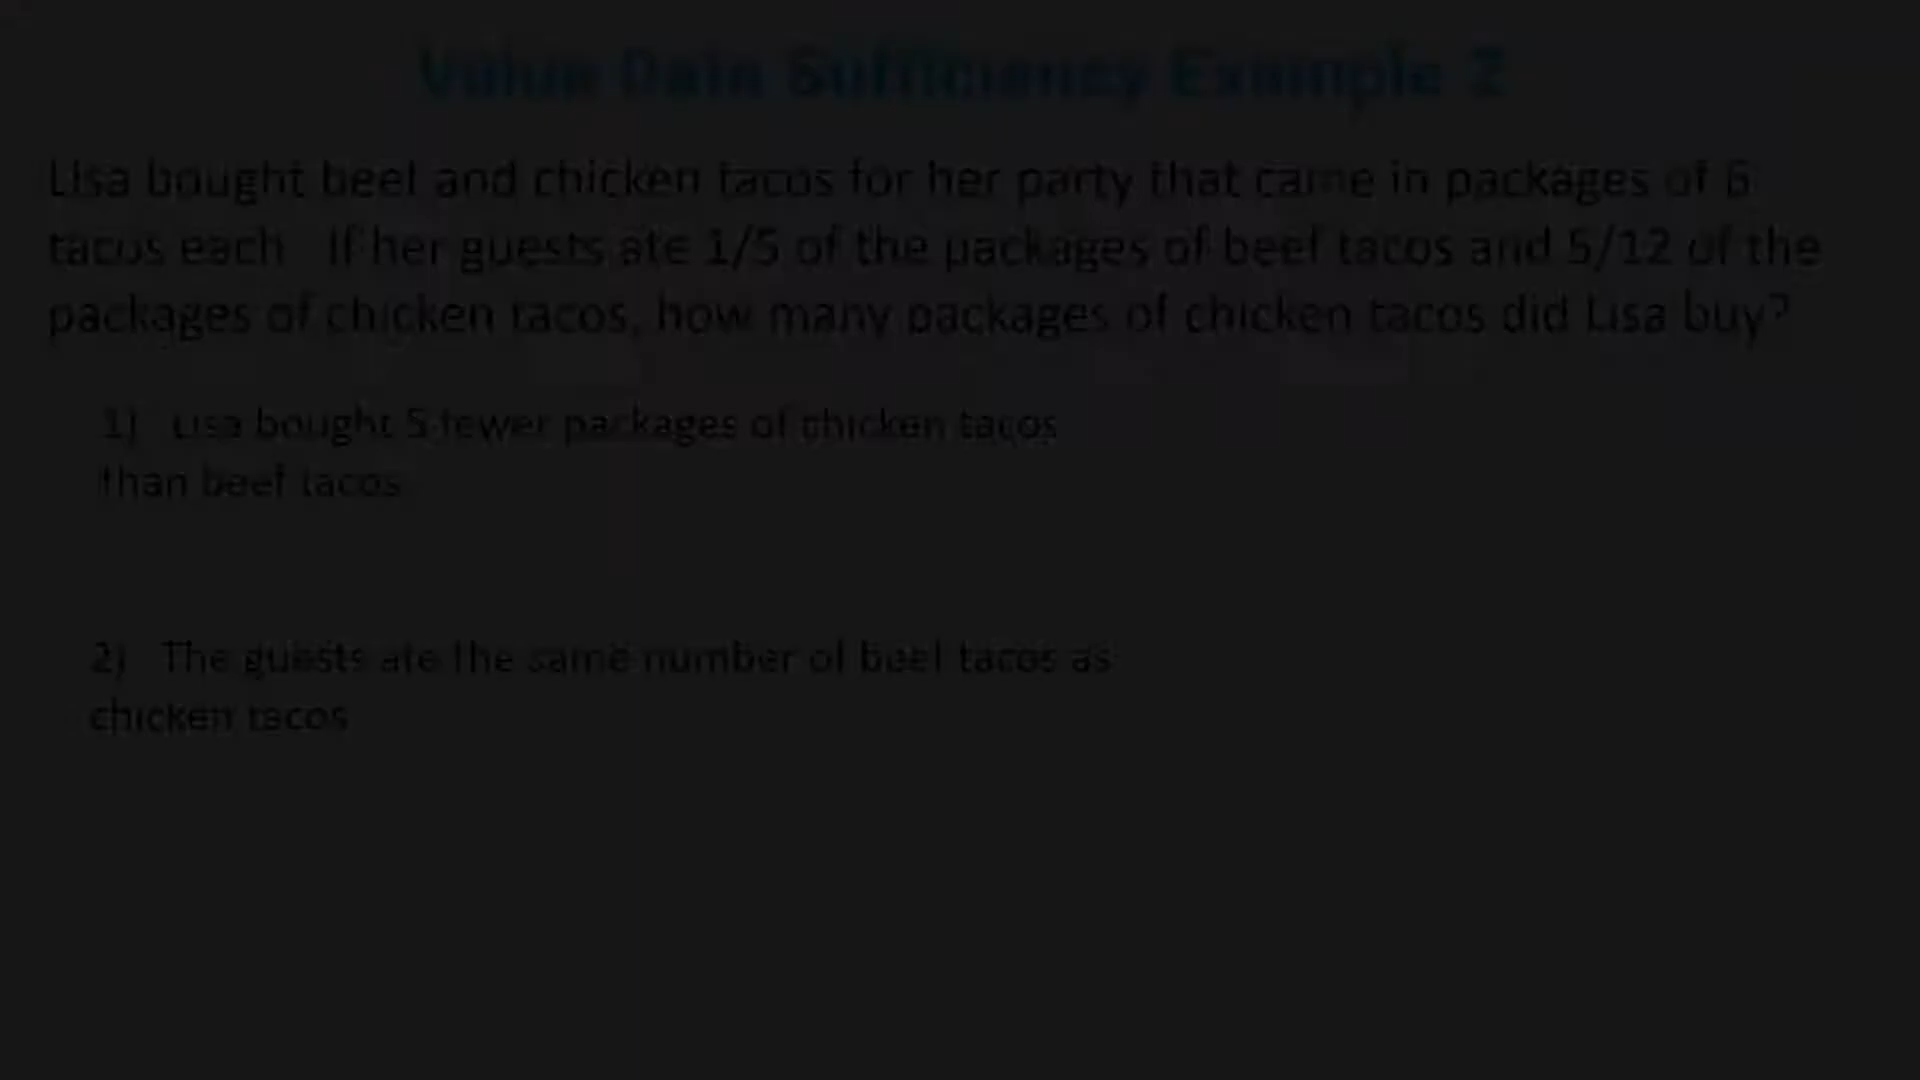 Value Data Sufficiency Example 2
Lisa bought beef and chicken tacos for her party that came in packages of 6
tacos each. If her guests ate 1/5 of the packages of beef tacos and 5/12 of the
packages of chicken tacos, how many packages of chicken tacos did Lisa buy?
1) Lisa bought 5 fewer packages of chicken tacos
than beef tacos.
2) The guests ate the same number of beef tacos as
chicken tacos